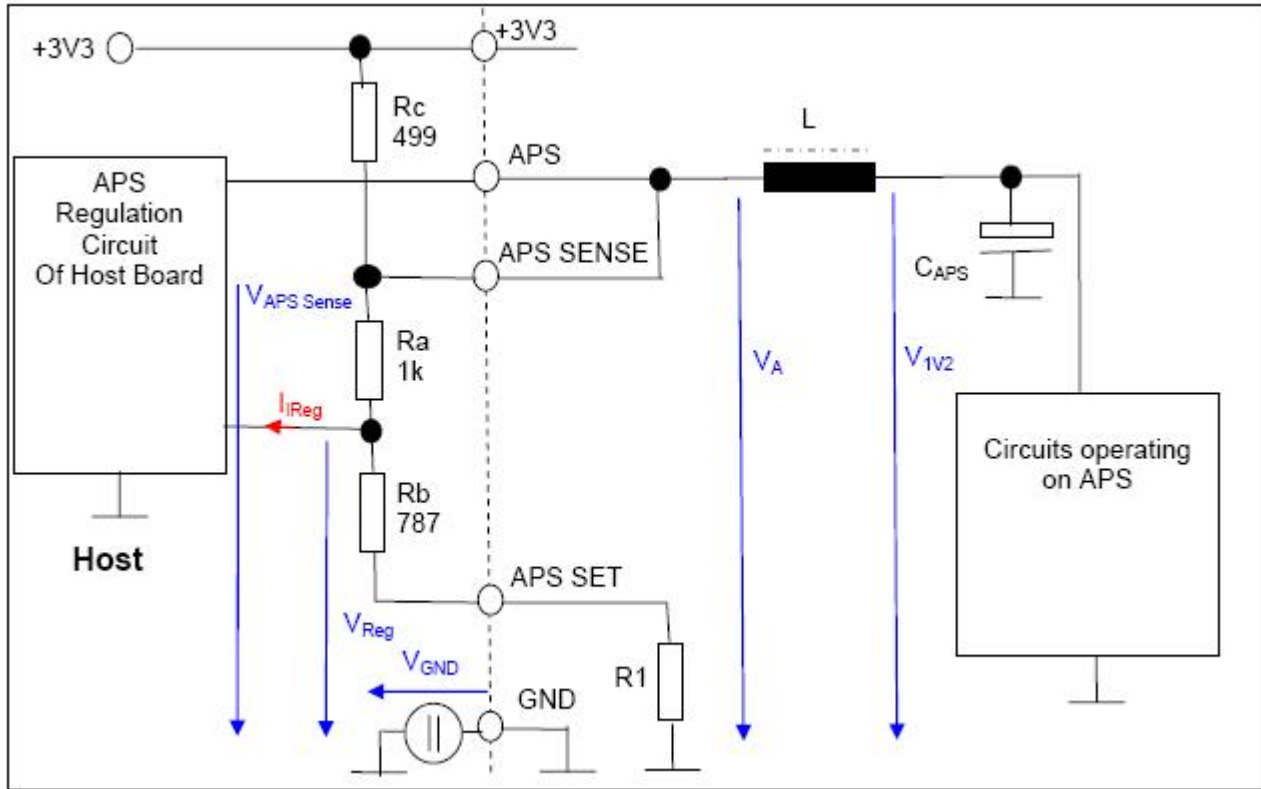 +3V3
+3V3
Rc
499
L
APS
APS
Regulation
Circuit
Of Host Board
APS SENSE
CAPS
VAPS Sense
Ra
1k
VA
V1V2
IIReg
Circuits operating
on APS
Rb
787
Host
APS SET
VReg
VGND
R1
GND